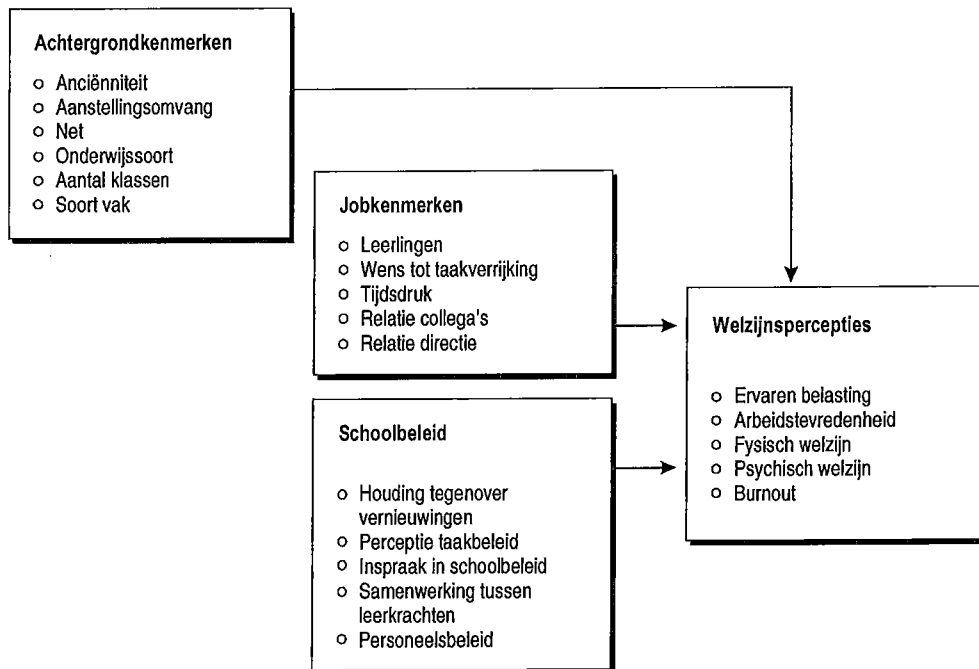 Achtergrondkenmerken
o Anciënniteit
o Aanstellingsomvang
o Net
o Onderwijssoort
o Aantal klassen
o Soort vak
Jobkenmerken
o Leerlingen
o Wens tot taakverrijking
o Tijdsdruk
o Relatie collega's
o Relatie directie
Schoolbeleid
o Houding tegenover
vernieuwingen
o Perceptie taakbeleid
o Inspraak in schoolbeleid
o Samenwerking tussen
leerkrachten
o Personeelsbeleid
Welzijnspercepties
o Ervaren belasting
o Arbeidstevredenheid
o Fysisch welzijn
o Psychisch welzijn
o Burnout